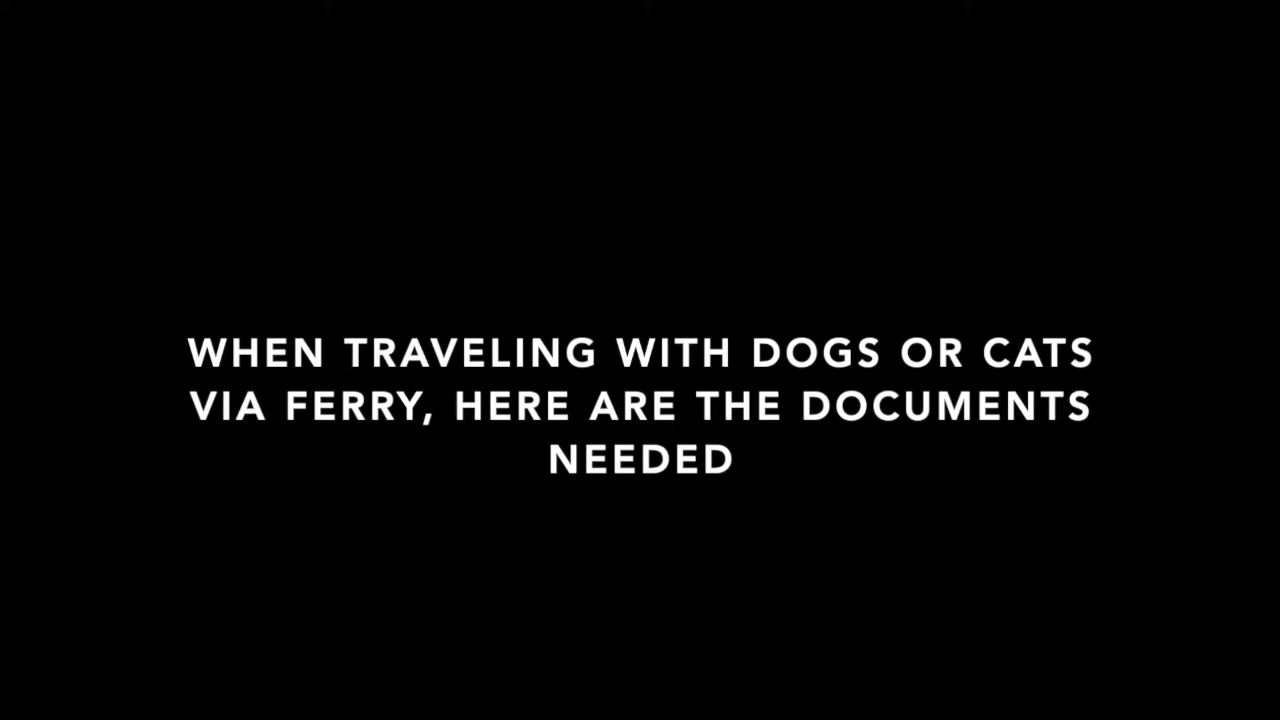 WHEN TRAVELING WITH DOGS OR CATS
VIA FERRY, HERE ARE THE DOCUMENTS
NEEDED